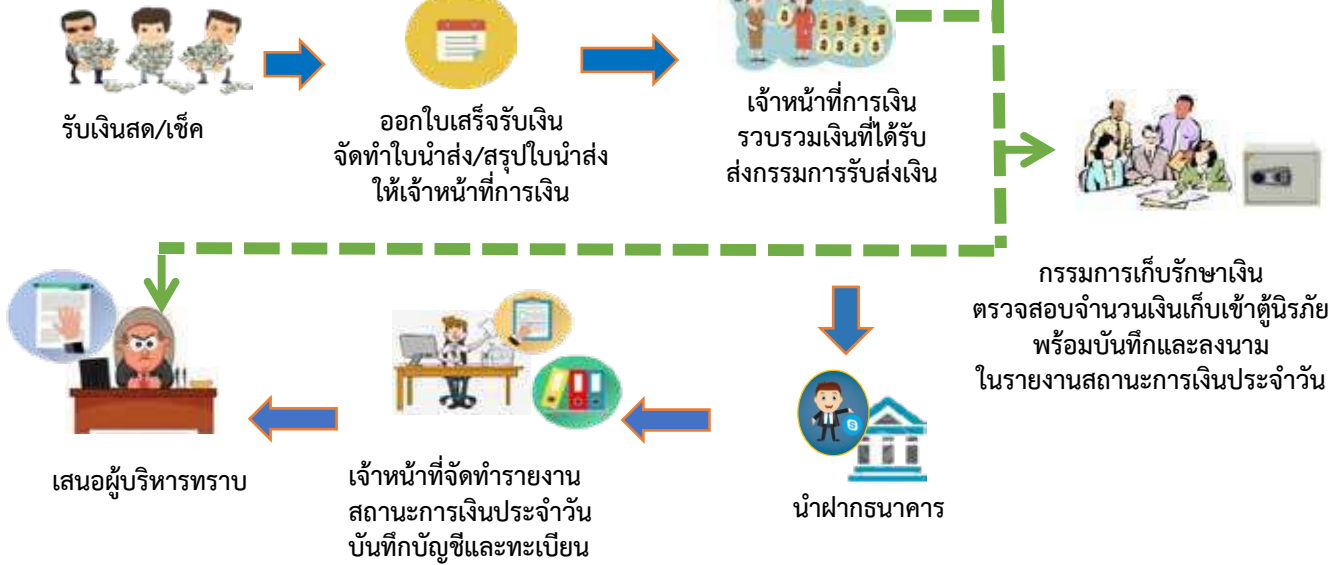 รับเงินสด/เช็ค
ออกใบเสร็จรับเงิน
จัดทำใบนำส่ง/สรุปใบนำส่ง
ให้เจ้าหน้าที่การเงิน
เจ้าหน้าที่การเงิน
รวบรวมเงินที่ได้รับ
ส่งกรรมการรับส่งเงิน
กรรมการเก็บรักษาเงิน
ตรวจสอบจำนวนเงินเก็บเข้าตู้นิรภัย
พร้อมบันทึกและลงนาม
ในรายงานสถานะการเงินประจำวัน
นำฝากธนาคาร
เจ้าหน้าที่จัดทำรายงาน
สถานะการเงินประจำวัน
บันทึกบัญชีและทะเบียน
เสนอผู้บริหารทราบ